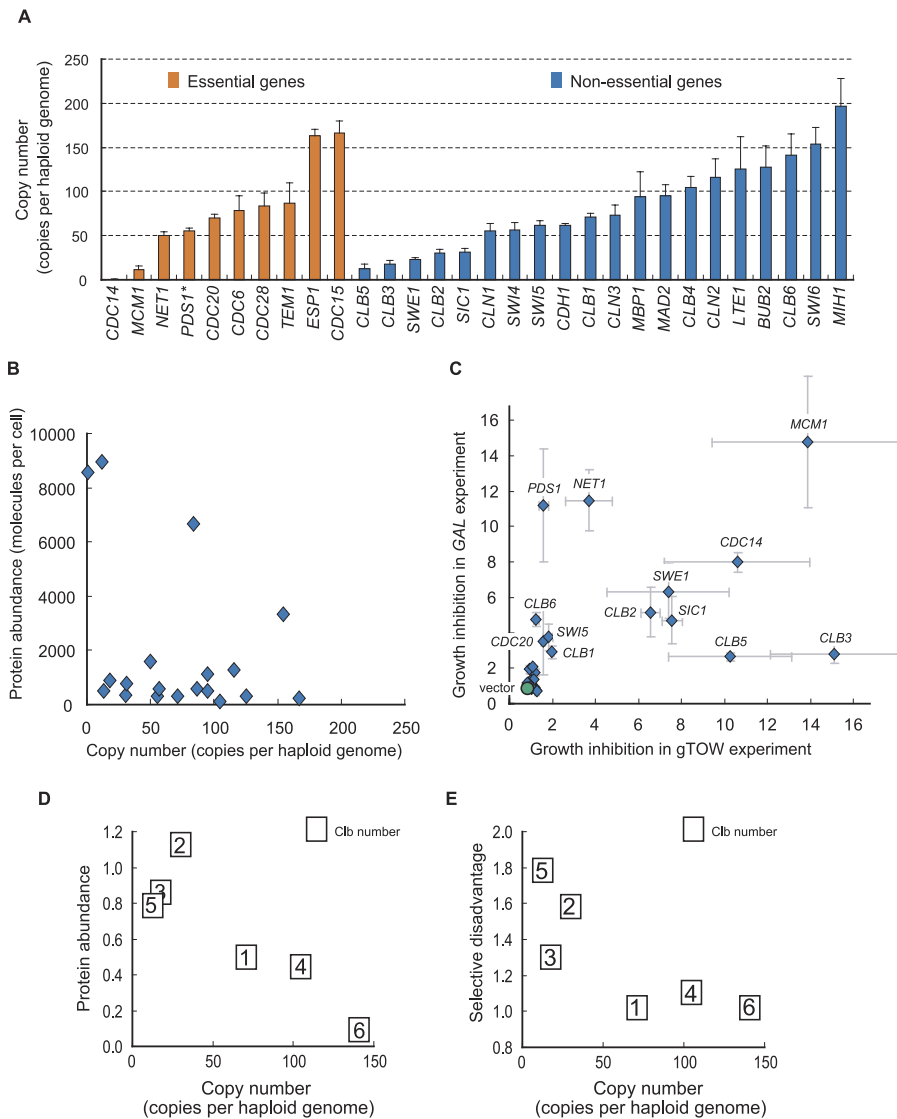 A
Copy number
(copies per haploid genome)
250
200
150
100
50
0
Essential genes
Non-essential genes
CDC14
MCM1
NET1
PDS1*
CDC20
CDC6
CDC28
TEM1
ESP1
CDC15
CLB5
CLB3
SWE1
CLB2
SIC1
CLN1
SWI4
SWI5
CDH1
CLB1
CLN3
MBP1
MAD2
CLB4
CLN2
LTE1
BUB2
CLB6
SWI6
MIH1
B
Protein abundance (molecules per cell)
10000
8000
6000
4000
2000
0
0 50 100 150 200 250
Copy number (copies per haploid genome)
C
Growth inhibition in GAL experiment
16
14
12
10
8
6
4
2
0
MCM1
PDS1
NET1
CDC14
SWE1
CLB6
CLB2
SIC1
SWI5
CDC20
CLB1
CLB5
CLB3
vector
0 2 4 6 8 10 12 14 16
Growth inhibition in gTOW experiment
D
Protein abundance
1.2
1.0
0.8
0.6
0.4
0.2
0.0
Clb number
2
3
5
1
4
6
0 50 100 150
Copy number
(copies per haploid genome)
E
Selective disadvantage
2.0
1.8
1.6
1.4
1.2
1.0
0.8
Clb number
5
2
3
1
4
6
0 50 100 150
Copy number
(copies per haploid genome)